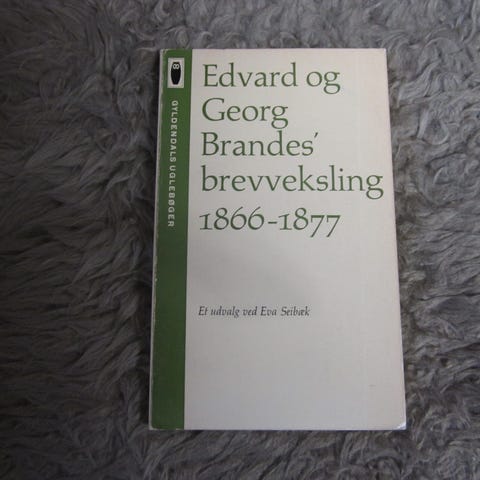 Edvard og
Georg
Brandes'
brevveksling
1866-1877
Et udvalg ved Eva Seibæk
GYLDENDALS UGLEBØGER